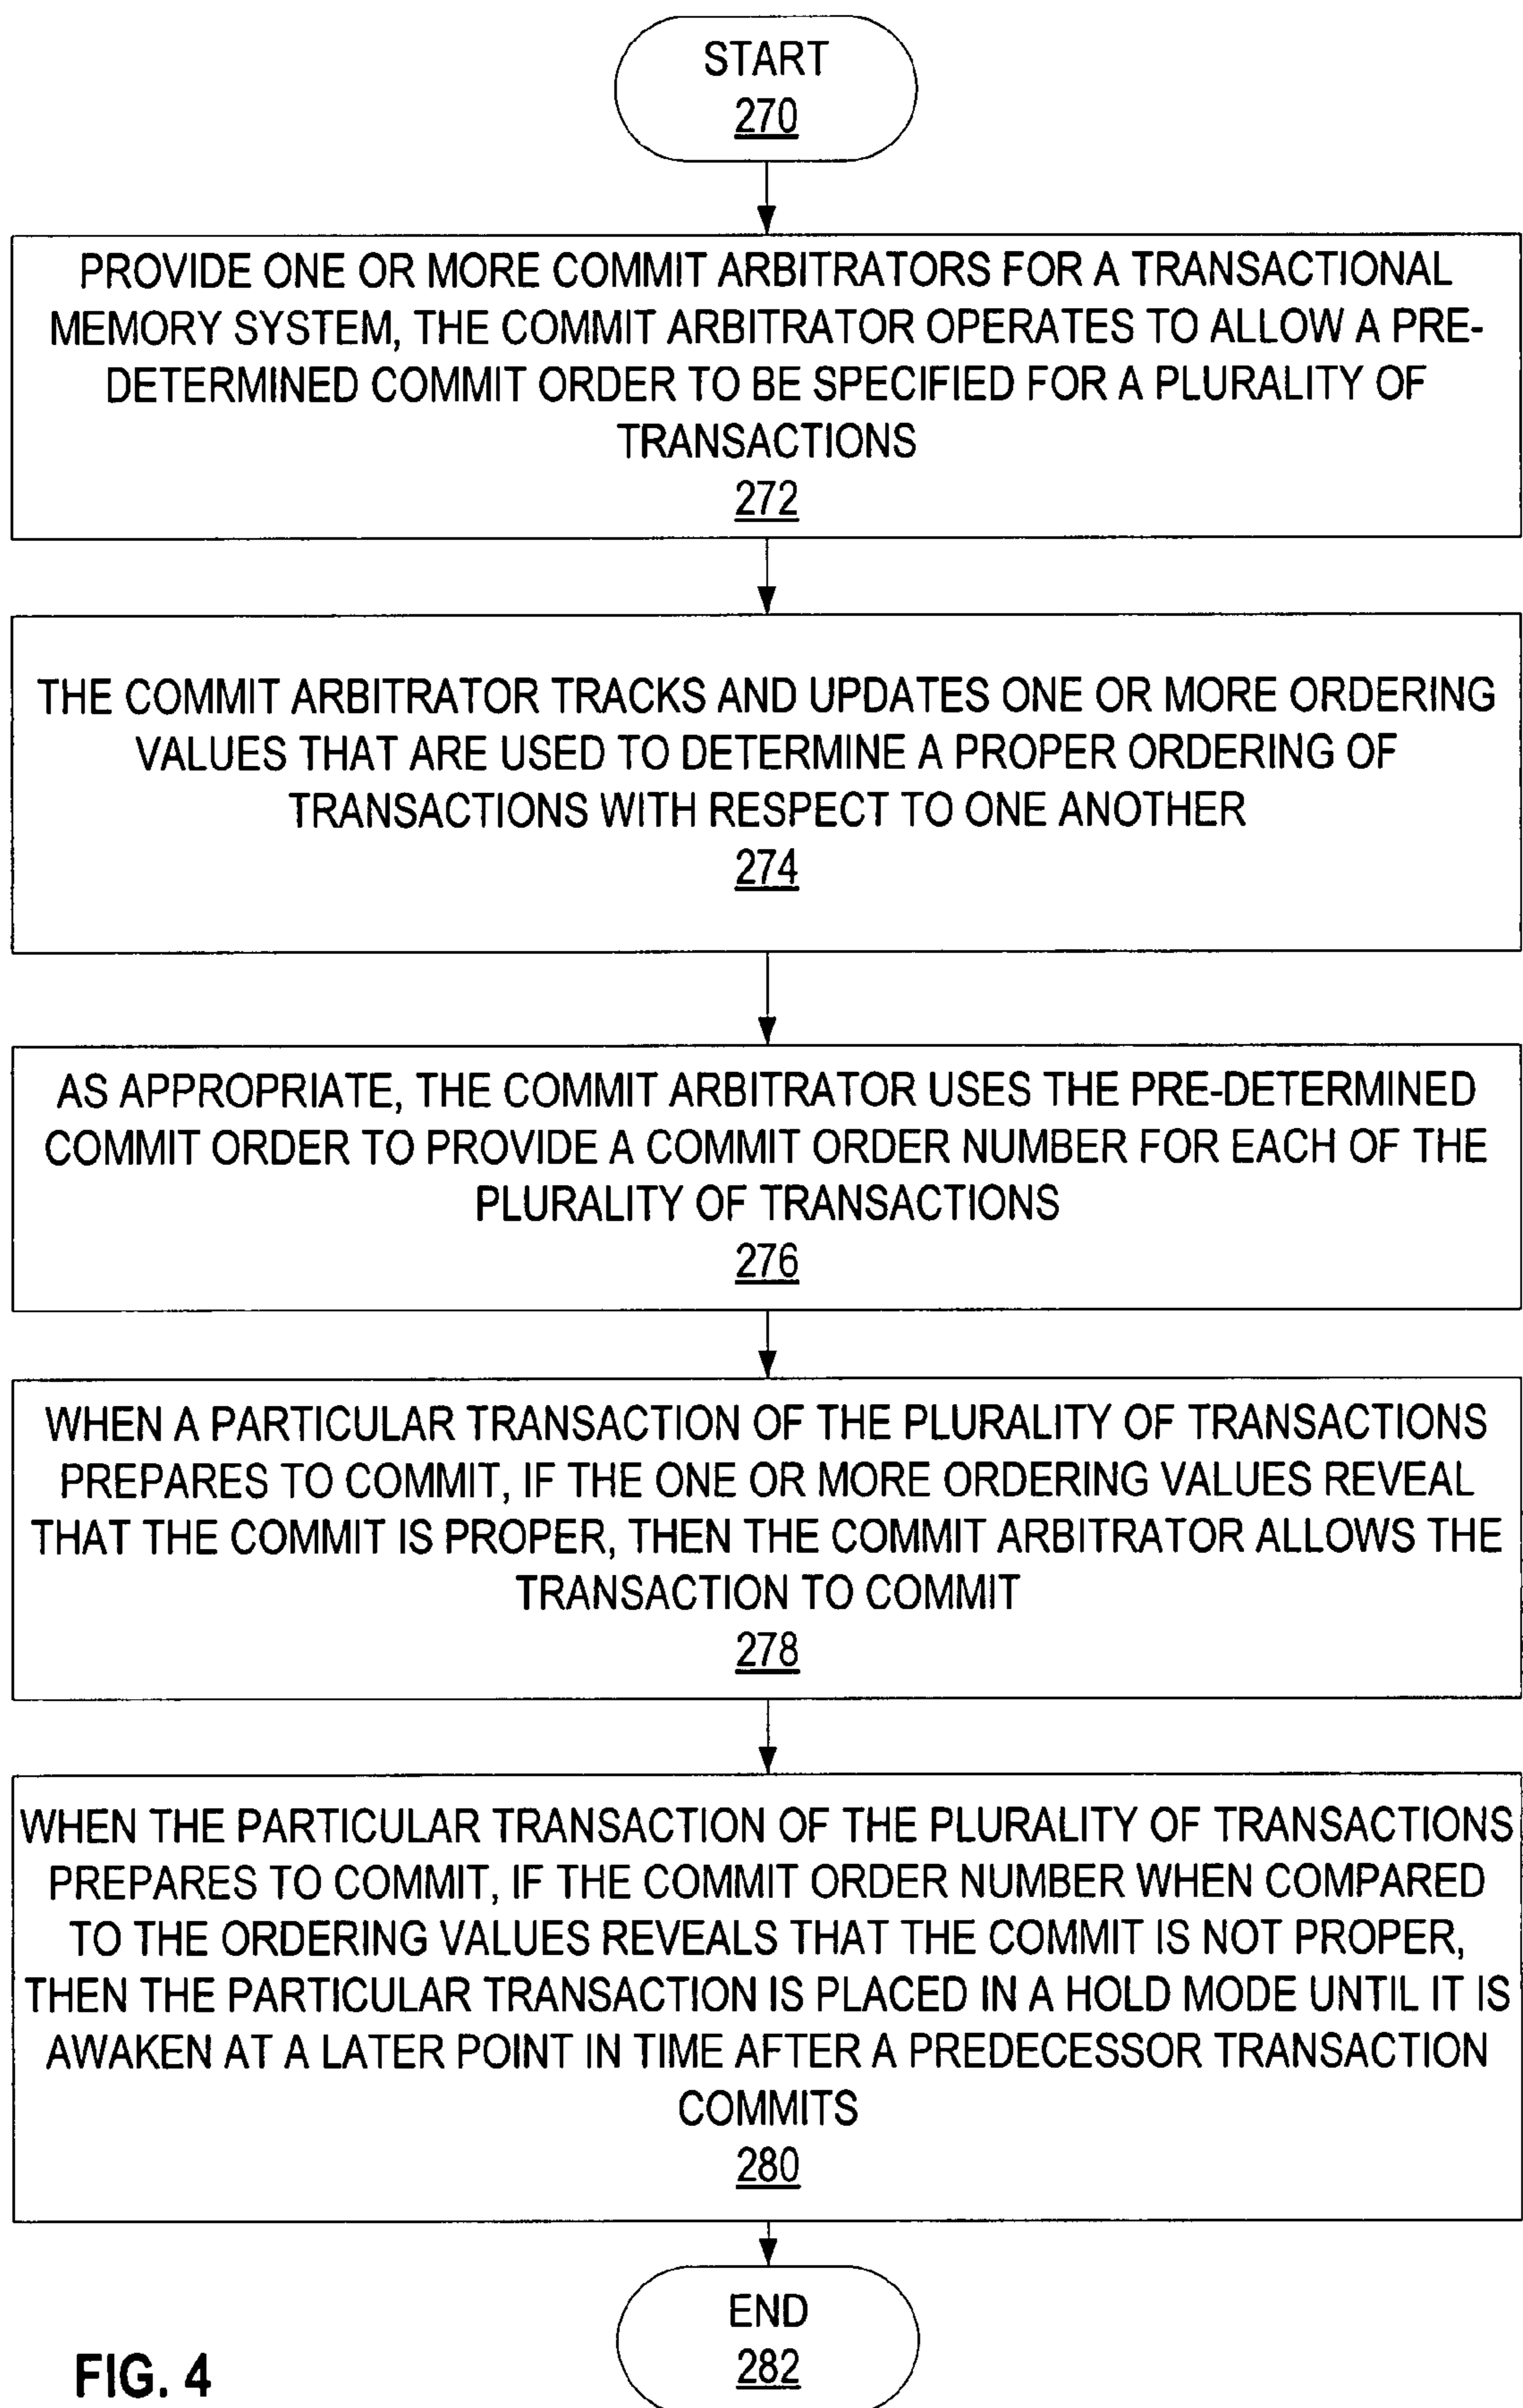 START
270
PROVIDE ONE OR MORE COMMIT ARBITRATORS FOR A TRANSACTIONAL
MEMORY SYSTEM, THE COMMIT ARBITRATOR OPERATES TO ALLOW A PRE-
DETERMINED COMMIT ORDER TO BE SPECIFIED FOR A PLURALITY OF
TRANSACTIONS
272
THE COMMIT ARBITRATOR TRACKS AND UPDATES ONE OR MORE ORDERING
VALUES THAT ARE USED TO DETERMINE A PROPER ORDERING OF
TRANSACTIONS WITH RESPECT TO ONE ANOTHER
274
AS APPROPRIATE, THE COMMIT ARBITRATOR USES THE PRE-DETERMINED
COMMIT ORDER TO PROVIDE A COMMIT ORDER NUMBER FOR EACH OF THE
PLURALITY OF TRANSACTIONS
276
WHEN A PARTICULAR TRANSACTION OF THE PLURALITY OF TRANSACTIONS
PREPARES TO COMMIT, IF THE ONE OR MORE ORDERING VALUES REVEAL
THAT THE COMMIT IS PROPER, THEN THE COMMIT ARBITRATOR ALLOWS THE
TRANSACTION TO COMMIT
278
WHEN THE PARTICULAR TRANSACTION OF THE PLURALITY OF TRANSACTIONS
PREPARES TO COMMIT, IF THE COMMIT ORDER NUMBER WHEN COMPARED
TO THE ORDERING VALUES REVEALS THAT THE COMMIT IS NOT PROPER,
THEN THE PARTICULAR TRANSACTION IS PLACED IN A HOLD MODE UNTIL IT IS
AWAKEN AT A LATER POINT IN TIME AFTER A PREDECESSOR TRANSACTION
COMMITS
280
END
282
FIG. 4